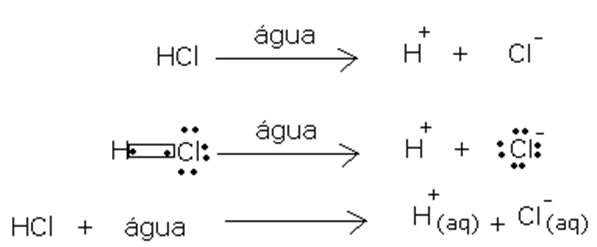 HCl água → H⁺ + Cl⁻
H Cl água → H⁺ + Cl⁻
HCl + água → H⁺(aq) + Cl⁻(aq)